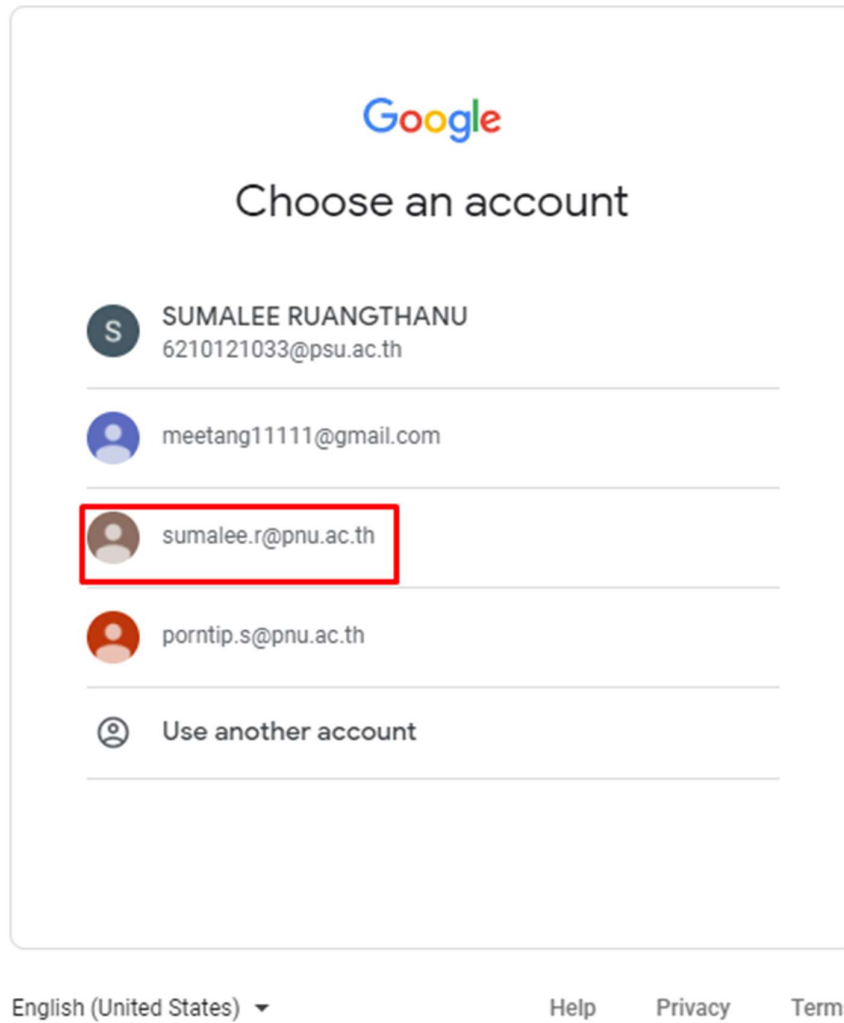 Google
Choose an account
S
SUMALEE RUANGTHANU
6210121033@psu.ac.th
meetang11111@gmail.com
sumalee.r@pnu.ac.th
porntip.s@pnu.ac.th
Use another account
English (United States)
Help
Privacy
Term